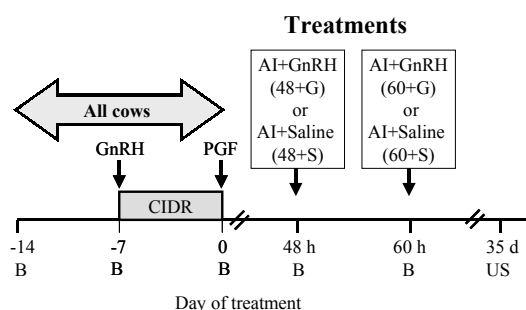 Treatments
AI+GnRH
(48+G)
or
AI+Saline
(48+S)
AI+GnRH
(60+G)
or
AI+Saline
(60+S)
All cows
GnRH
PGF
CIDR
-14
-7
0
48 h
60 h
35 d
B
B
B
B
B
US
Day of treatment